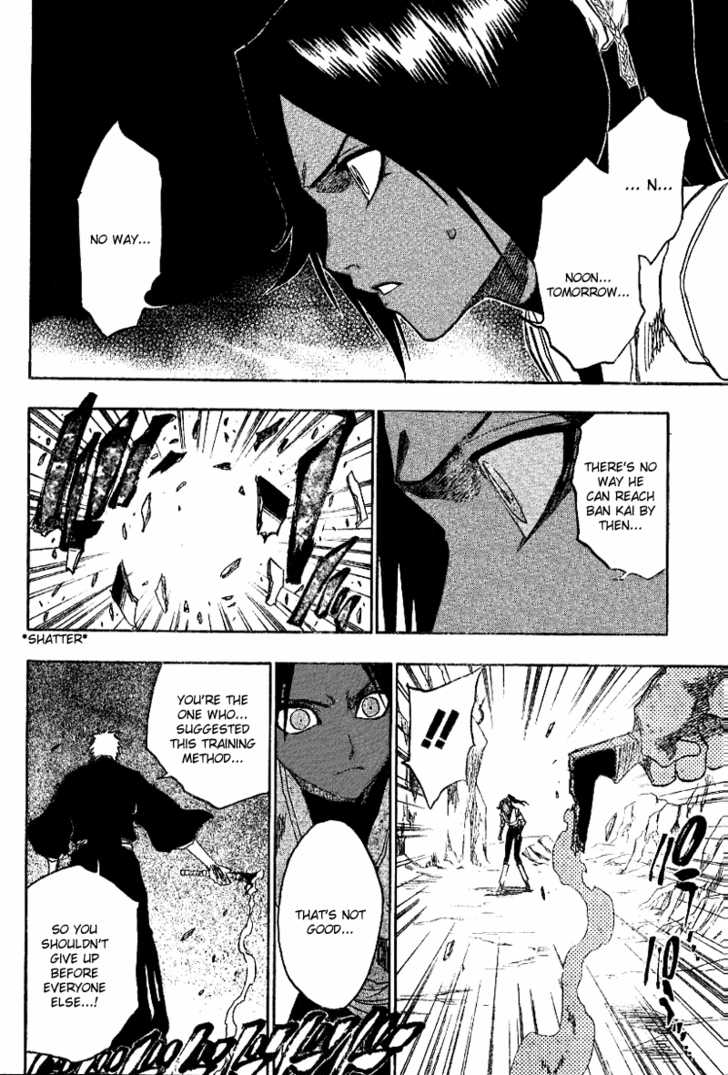 ... N...
NOON...
TOMORROW...
NO WAY...
THERE'S NO
WAY HE
CAN REACH
BAN KAI BY
THEN...
*SHATTER*
!!
THAT'S NOT
GOOD...
YOU'RE THE
ONE WHO...
SUGGESTED
THIS TRAINING
METHOD...
SO YOU
SHOULDN'T
GIVE UP
BEFORE
EVERYONE
ELSE...!